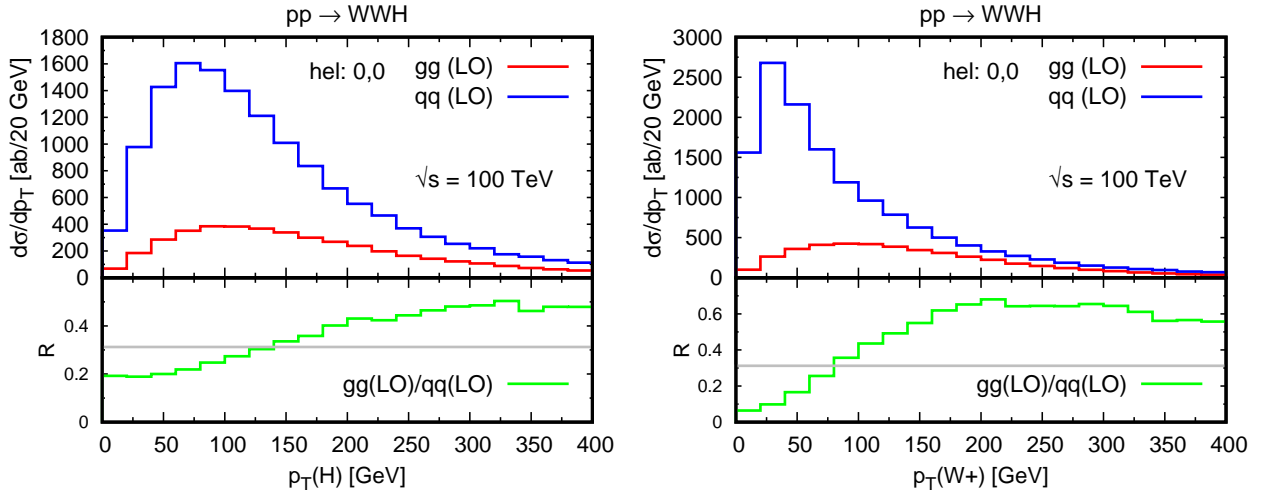 pp → WWH
1800
1600
1400
1200
1000
800
600
400
200
0
dσ/dp_T [ab/20 GeV]
hel: 0,0
gg (LO)
qq (LO)
√s = 100 TeV
0.4
0.2
0
R
gg(LO)/qq(LO)
0 50 100 150 200 250 300 350 400
p_T(H) [GeV]
pp → WWH
3000
2500
2000
1500
1000
500
0
dσ/dp_T [ab/20 GeV]
hel: 0,0
gg (LO)
qq (LO)
√s = 100 TeV
0.6
0.4
0.2
0
R
gg(LO)/qq(LO)
0 50 100 150 200 250 300 350 400
p_T(W+) [GeV]